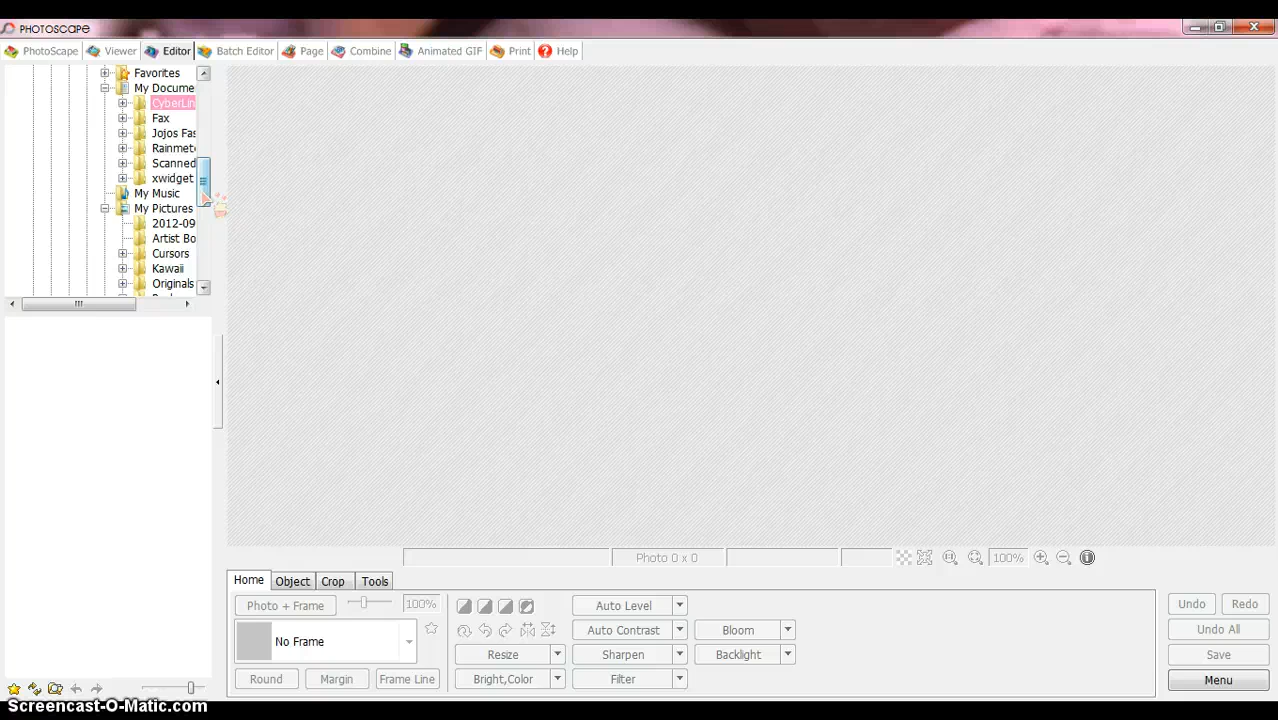 PHOTOSCAPE
PhotoScape Viewer Editor Batch Editor Page Combine Animated GIF Print Help
Favorites
My Docume
CyberLin
Fax
Jojos Fas
Rainmet
Scanned
xwidget
My Music
My Pictures
2012-09
Artist Bo
Cursors
Kawaii
Originals
Photo 0 x 0
100%
Home Object Crop Tools
Photo + Frame 100% Auto Level Undo Redo
No Frame Auto Contrast Bloom Undo All
Resize Sharpen Backlight Save
Round Margin Frame Line Bright,Color Filter Menu
Screencast-O-Matic.com